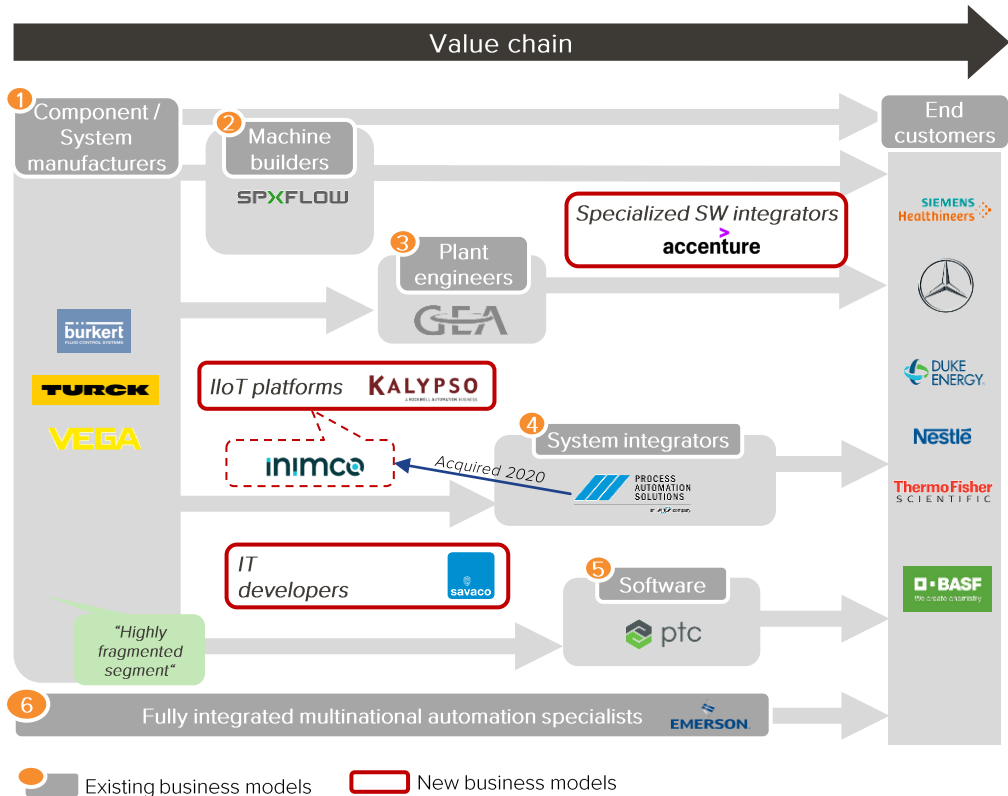 Value chain
1
Component /
System
manufacturers
2
Machine
builders
SPXFLOW
End
customers
Specialized SW integrators
>
accenture
SIEMENS
Healthineers
3
Plant
engineers
GEA
bürkert
FLUID CONTROL SYSTEMS
TURCK
VEGA
IIoT platforms
KALYPSO
A ROCKWELL AUTOMATION BUSINESS
DUKE
ENERGY®
inimco
Acquired 2020
4
System integrators
PROCESS
AUTOMATION
SOLUTIONS
Nestlé
ThermoFisher
SCIENTIFIC
IT
developers
savaco
5
Software
ptc
BASF
We create chemistry
“Highly
fragmented
segment“
6
Fully integrated multinational automation specialists
EMERSON
Existing business models
New business models